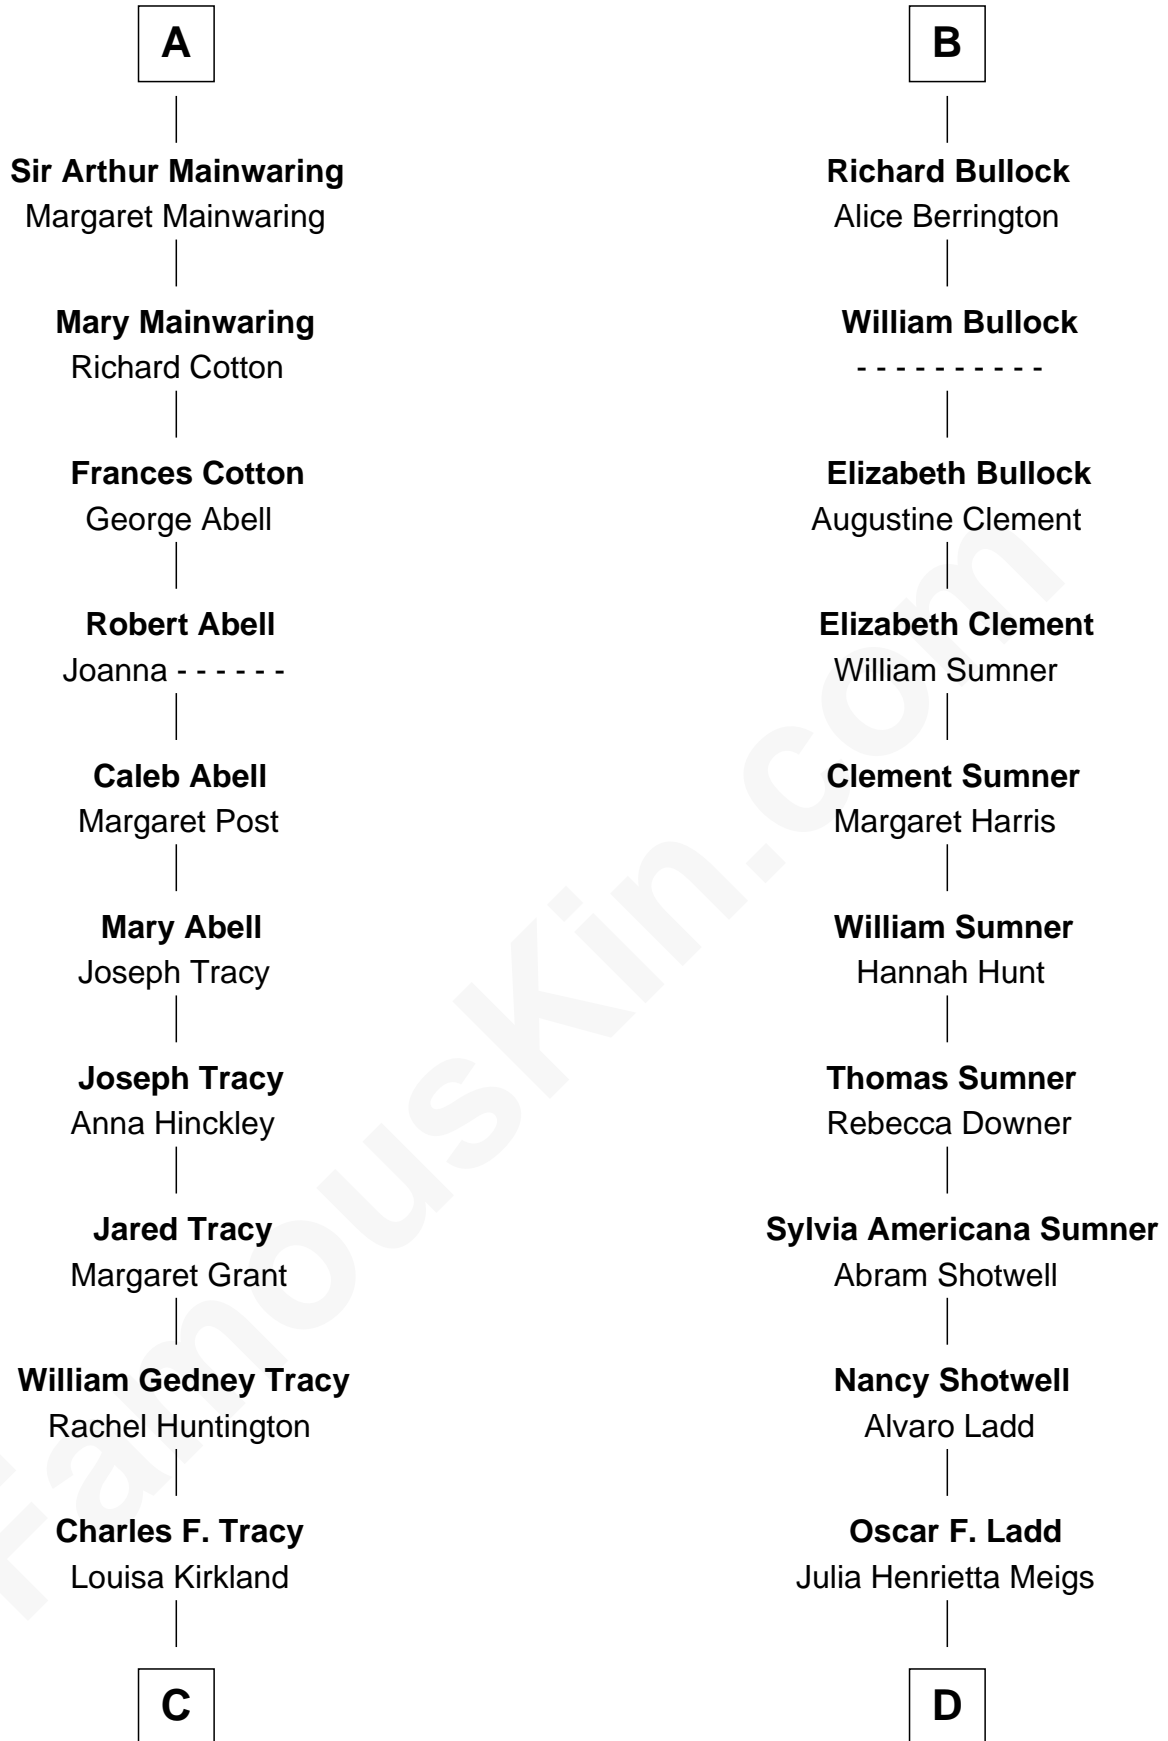 A
Sir Arthur Mainwaring
Margaret Mainwaring
Mary Mainwaring
Richard Cotton
Frances Cotton
George Abell
Robert Abell
Joanna - - - - - -
Caleb Abell
Margaret Post
Mary Abell
Joseph Tracy
Joseph Tracy
Anna Hinckley
Jared Tracy
Margaret Grant
William Gedney Tracy
Rachel Huntington
Charles F. Tracy
Louisa Kirkland
C
B
Richard Bullock
Alice Berrington
William Bullock
- - - - - - - - - -
Elizabeth Bullock
Augustine Clement
Elizabeth Clement
William Sumner
Clement Sumner
Margaret Harris
William Sumner
Hannah Hunt
Thomas Sumner
Rebecca Downer
Sylvia Americana Sumner
Abram Shotwell
Nancy Shotwell
Alvaro Ladd
Oscar F. Ladd
Julia Henrietta Meigs
D
FamousKin.com